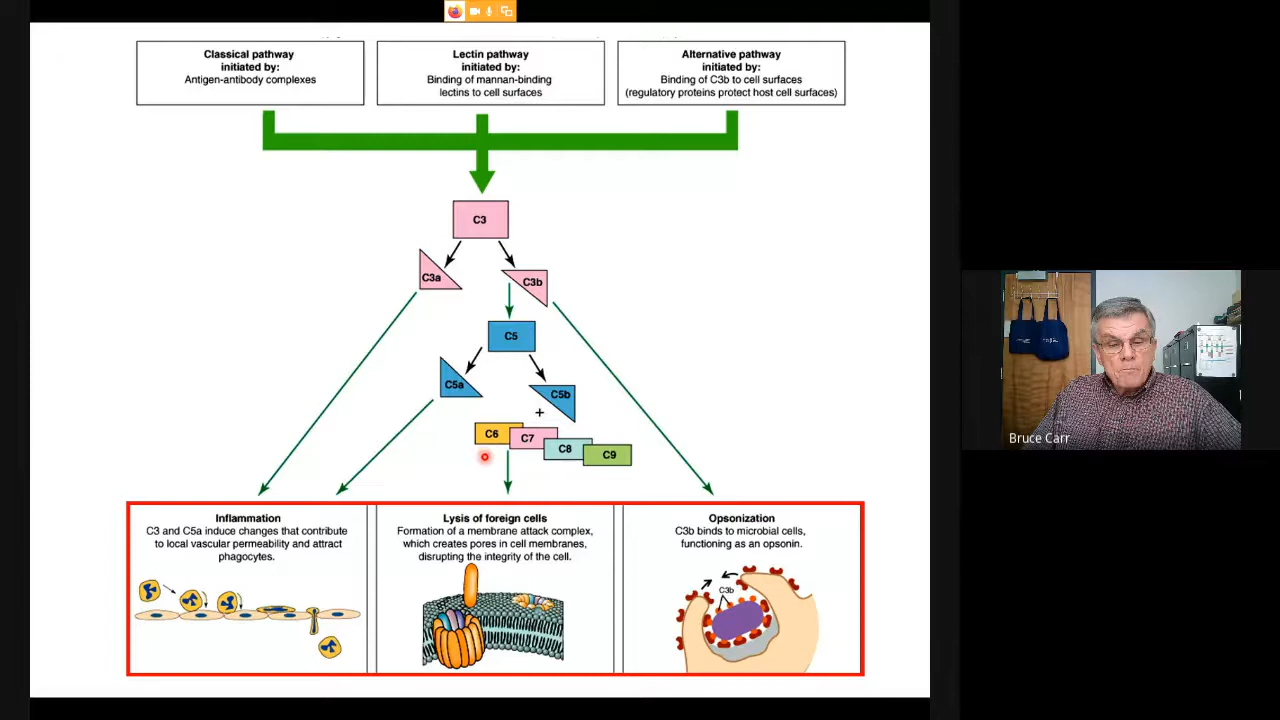 Classical pathway
initiated by:
Antigen-antibody complexes
Lectin pathway
initiated by:
Binding of mannan-binding
lectins to cell surfaces
Alternative pathway
initiated by:
Binding of C3b to cell surfaces
(regulatory proteins protect host cell surfaces)
C3
C3a
C3b
C5
C5a
C5b
+
C6
C7
C8
C9
Inflammation
C3 and C5a induce changes that contribute
to local vascular permeability and attract
phagocytes.
Lysis of foreign cells
Formation of a membrane attack complex,
which creates pores in cell membranes,
disrupting the integrity of the cell.
Opsonization
C3b binds to microbial cells,
functioning as an opsonin.
C3b
Bruce Carr